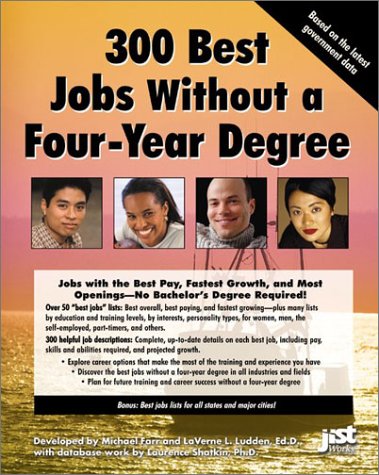 Based on the latest
government data
300 Best
Jobs Without a
Four-Year Degree
Jobs with the Best Pay, Fastest Growth, and Most
Openings—No Bachelor's Degree Required!
Over 50 "best jobs" lists: Best overall, best paying, and fastest growing—plus many lists
by education and training levels, by interests, personality types, for women, men, the
self-employed, part-timers, and others.
300 helpful job descriptions: Complete, up-to-date details on each best job, including pay,
skills and abilities required, and projected growth.
• Explore career options that make the most of the training and experience you have
• Discover the best jobs without a four-year degree in all industries and fields
• Plan for future training and career success without a four-year degree
Bonus: Best jobs lists for all states and major cities!
Developed by Michael Farr and LaVerne L. Ludden, Ed.D.,
with database work by Laurence Shatkin, Ph.D.
jist
Works